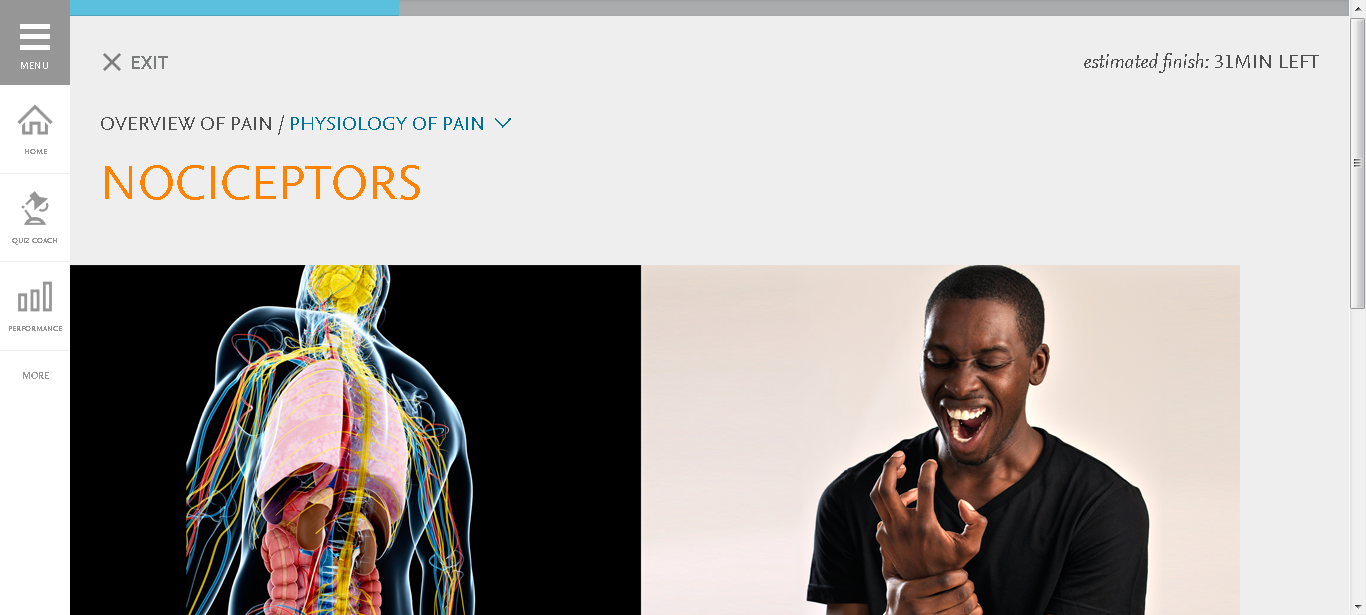 MENU
HOME
QUIZ COACH
PERFORMANCE
MORE
EXIT
estimated finish: 31MIN LEFT
OVERVIEW OF PAIN / PHYSIOLOGY OF PAIN
NOCICEPTORS